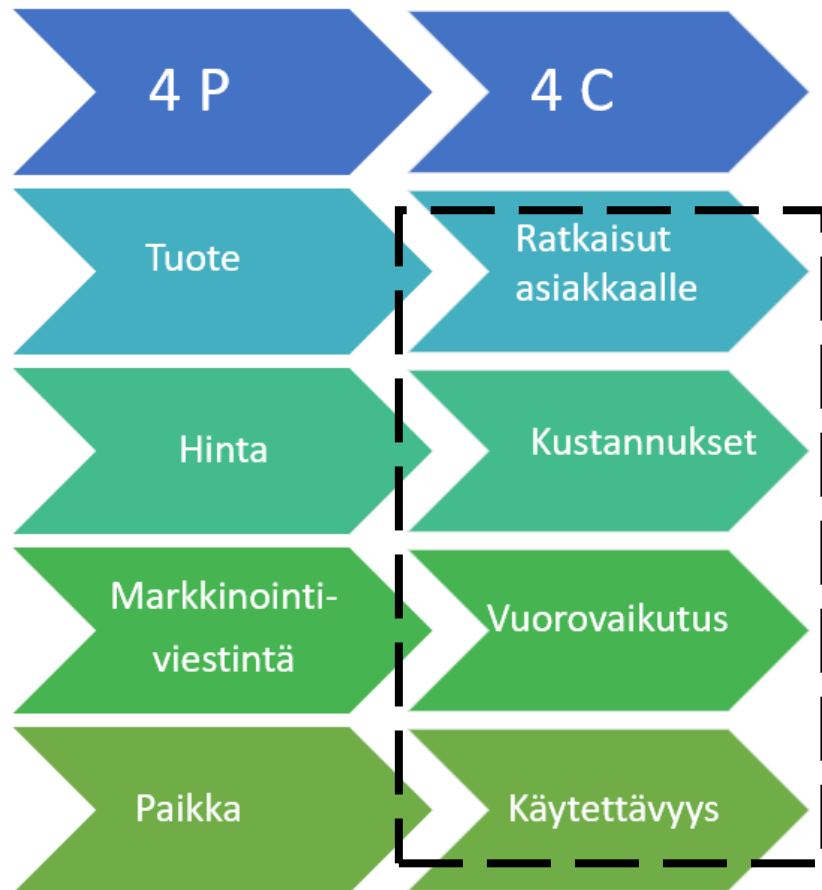 4 P
4 C
Tuote
Ratkaisut
asiakkaalle
Hinta
Kustannukset
Markkinointi-
viestintä
Vuorovaikutus
Paikka
Käytettävyys